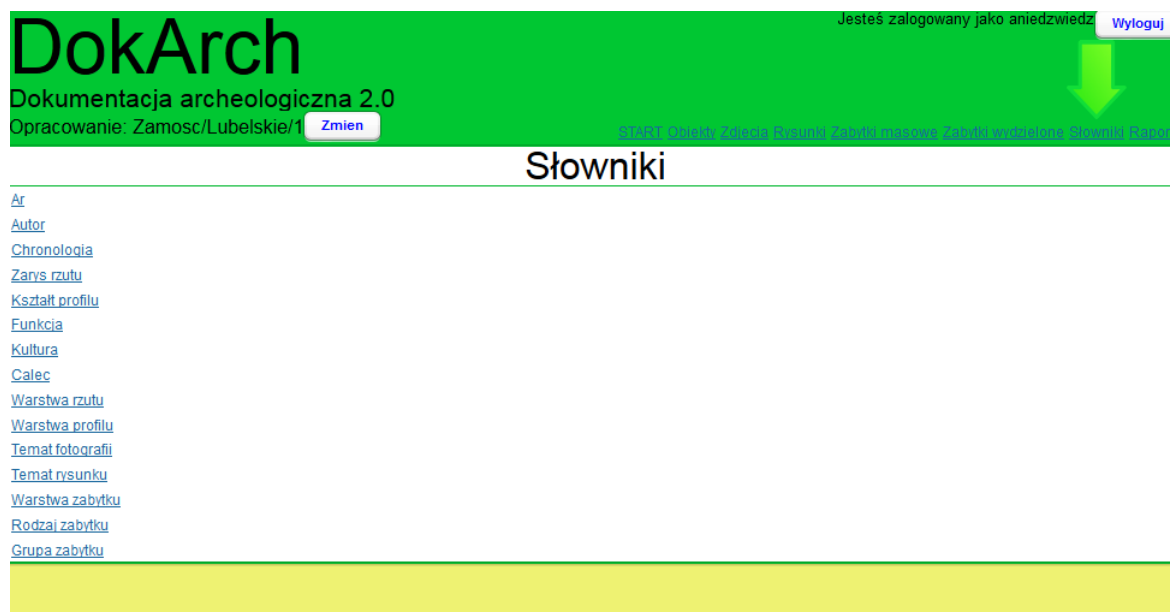 DokArch
Jesteś zalogowany jako aniedzwiedz Wyloguj
Dokumentacja archeologiczna 2.0
Opracowanie: Zamosc/Lubelskie/1 Zmien
START Obiekty Zdjecia Rysunki Zabytki masowe Zabytki wydzielone Słowniki Rapor
Słowniki
Ar
Autor
Chronologia
Zarys rzutu
Kształt profilu
Funkcja
Kultura
Calec
Warstwa rzutu
Warstwa profilu
Temat fotografii
Temat rysunku
Warstwa zabytku
Rodzaj zabytku
Grupa zabytku